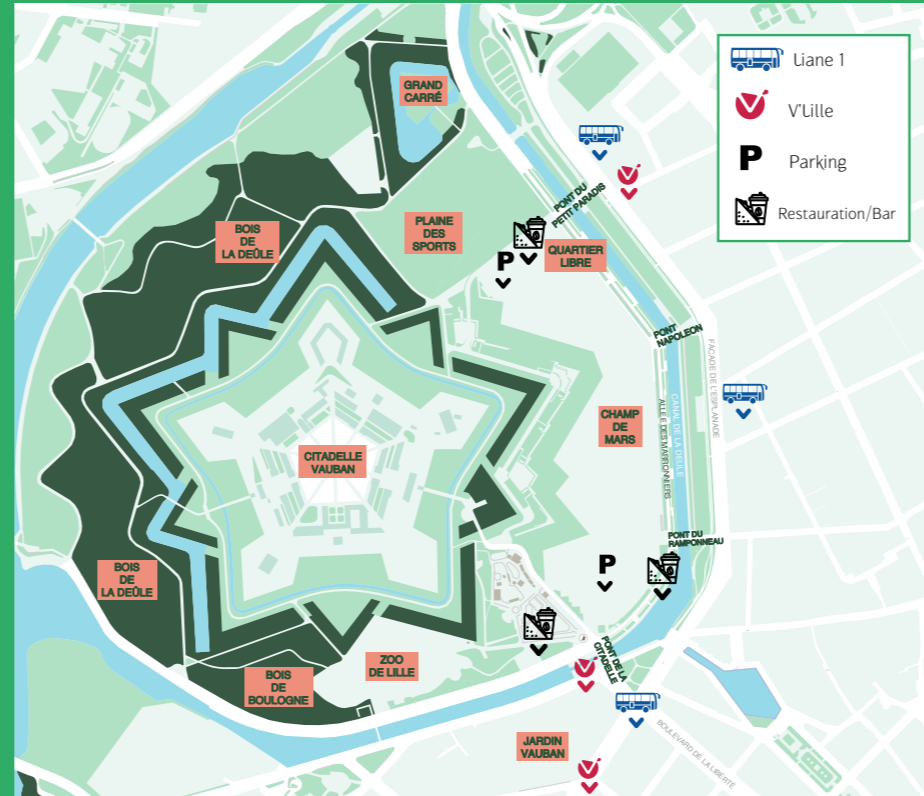 GRAND
CARRÉ
Liane 1
V'Lille
P Parking
Restauration/Bar
PONT DU
PETIT PARADIS
BOIS
DE
LA DEÛLE
PLAINE
DES
SPORTS
QUARTIER
LIBRE
P
PONT
NAPOLEON
FACADE DE L'ESPLANADE
CANAL DE LA DEULE
ALLEE DES MARRONNIERS
CHAMP
DE
MARS
CITADELLE
VAUBAN
PONT DU
RAMPONNEAU
P
BOIS
DE
LA DEÛLE
PONT DE LA
CITADELLE
ZOO
DE LILLE
BOIS
DE
BOULOGNE
JARDIN
VAUBAN
BOULEVARD DE LA LIBERTÉ